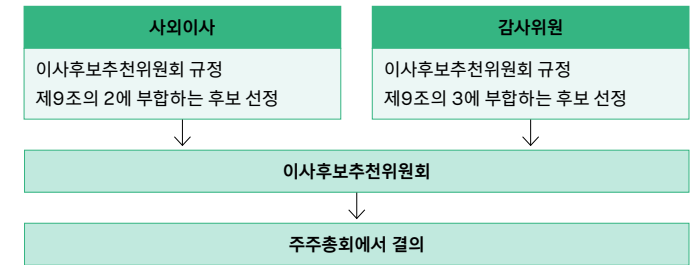 사외이사
이사후보추천위원회 규정
제9조의 2에 부합하는 후보 선정
감사위원
이사후보추천위원회 규정
제9조의 3에 부합하는 후보 선정
이사후보추천위원회
주주총회에서 결의